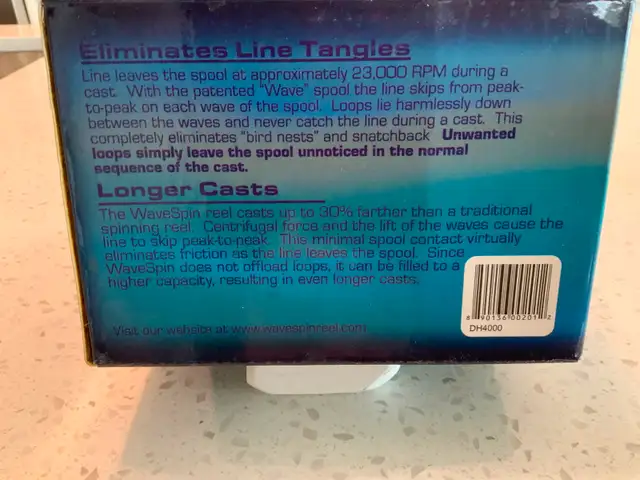 Eliminates Line Tangles
Line leaves the spool at approximately 23,000 RPM during a
cast. With the patented "Wave" spool the line skips from peak-
to-peak on each wave of the spool. Loops lie harmlessly down
between the waves and never catch the line during a cast. This
completely eliminates "bird nests" and snatchback Unwanted
loops simply leave the spool unnoticed in the normal
sequence of the cast.
Longer Casts
The WaveSpin reel casts up to 30% farther than a traditional
spinning reel. Centrifugal force and the lift of the waves cause the
line to skip peak-to-peak. This minimal spool contact virtually
eliminates friction as the line leaves the spool. Since
WaveSpin does not offload loops, it can be filled to a
higher capacity, resulting in even longer casts.
Visit our website at www.wavespinreel.com
8 90136 00201 2
DH4000